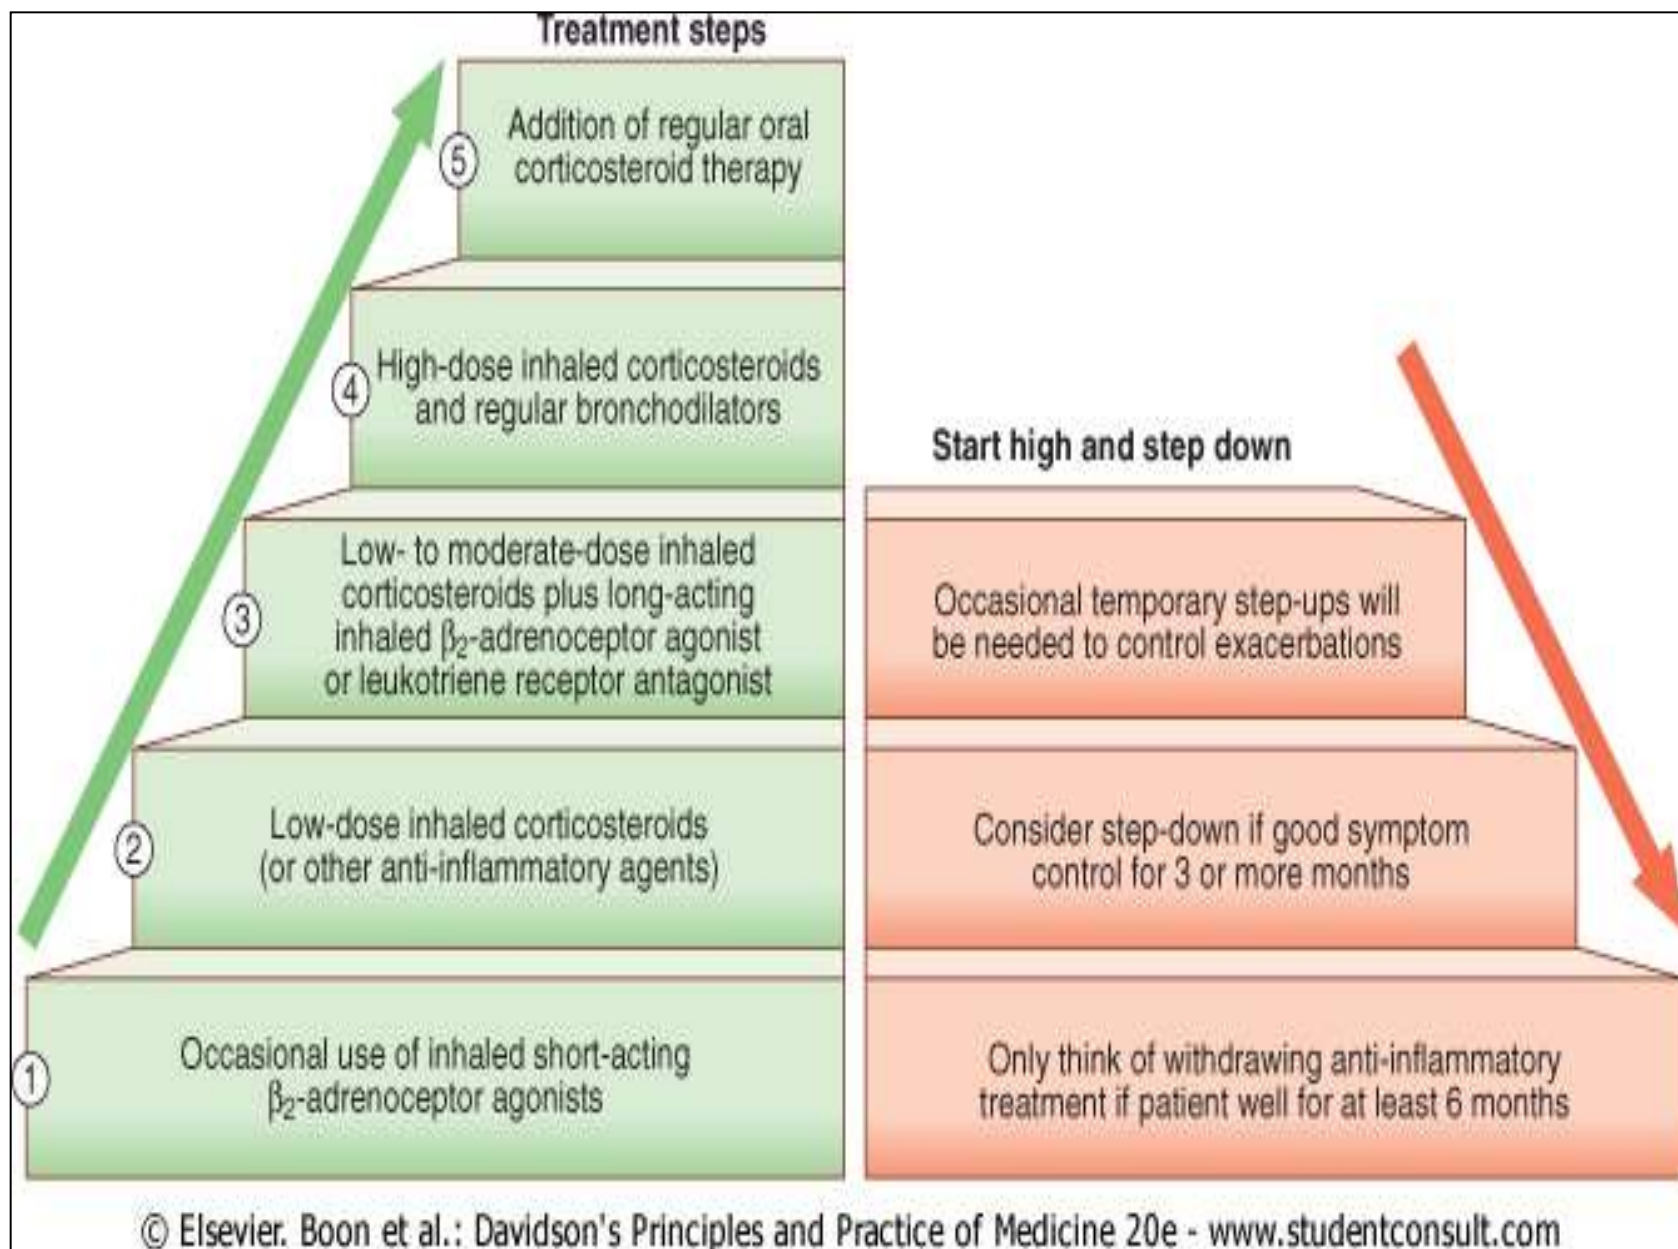 Treatment steps
5
Addition of regular oral
corticosteroid therapy
4
High-dose inhaled corticosteroids
and regular bronchodilators
3
Low- to moderate-dose inhaled
corticosteroids plus long-acting
inhaled β₂-adrenoceptor agonist
or leukotriene receptor antagonist
2
Low-dose inhaled corticosteroids
(or other anti-inflammatory agents)
1
Occasional use of inhaled short-acting
β₂-adrenoceptor agonists
Start high and step down
Occasional temporary step-ups will
be needed to control exacerbations
Consider step-down if good symptom
control for 3 or more months
Only think of withdrawing anti-inflammatory
treatment if patient well for at least 6 months
© Elsevier. Boon et al.: Davidson's Principles and Practice of Medicine 20e - www.studentconsult.com